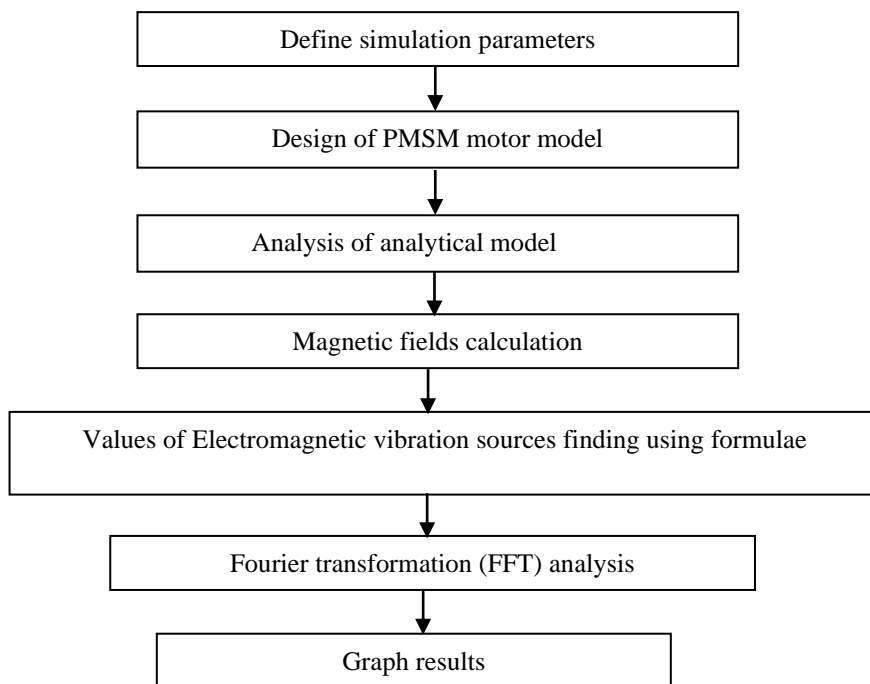 Define simulation parameters
Design of PMSM motor model
Analysis of analytical model
Magnetic fields calculation
Values of Electromagnetic vibration sources finding using formulae
Fourier transformation (FFT) analysis
Graph results